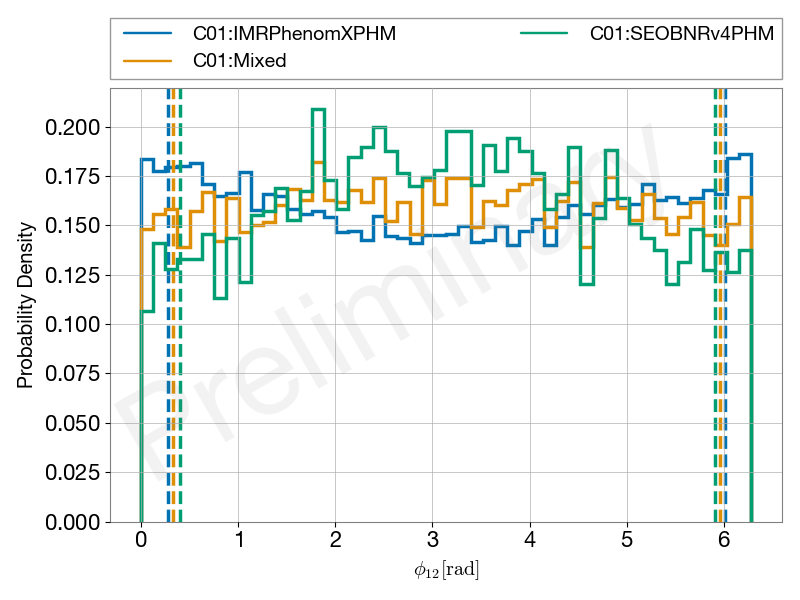 C01:IMRPhenomXPHM
C01:Mixed
C01:SEOBNRv4PHM
0.200
0.175
0.150
0.125
0.100
0.075
0.050
0.025
0.000
Probability Density
Preliminary
0 1 2 3 4 5 6
ϕ12[rad]